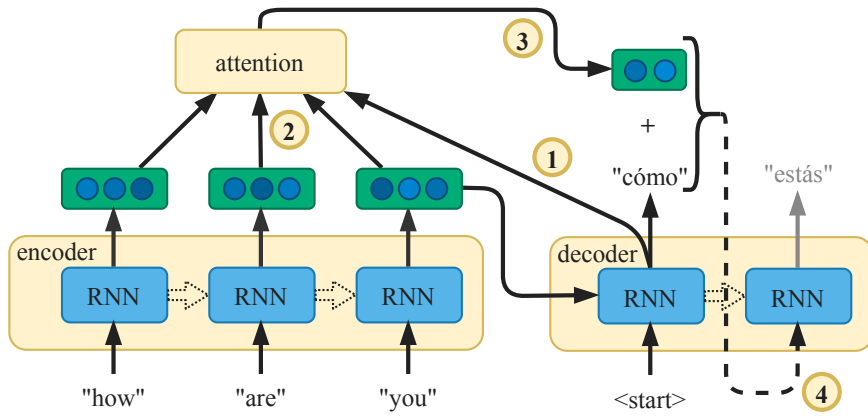 attention
3
2
1
+
"cómo"
"estás"
encoder
decoder
RNN
RNN
RNN
RNN
RNN
"how"
"are"
"you"
<start>
4